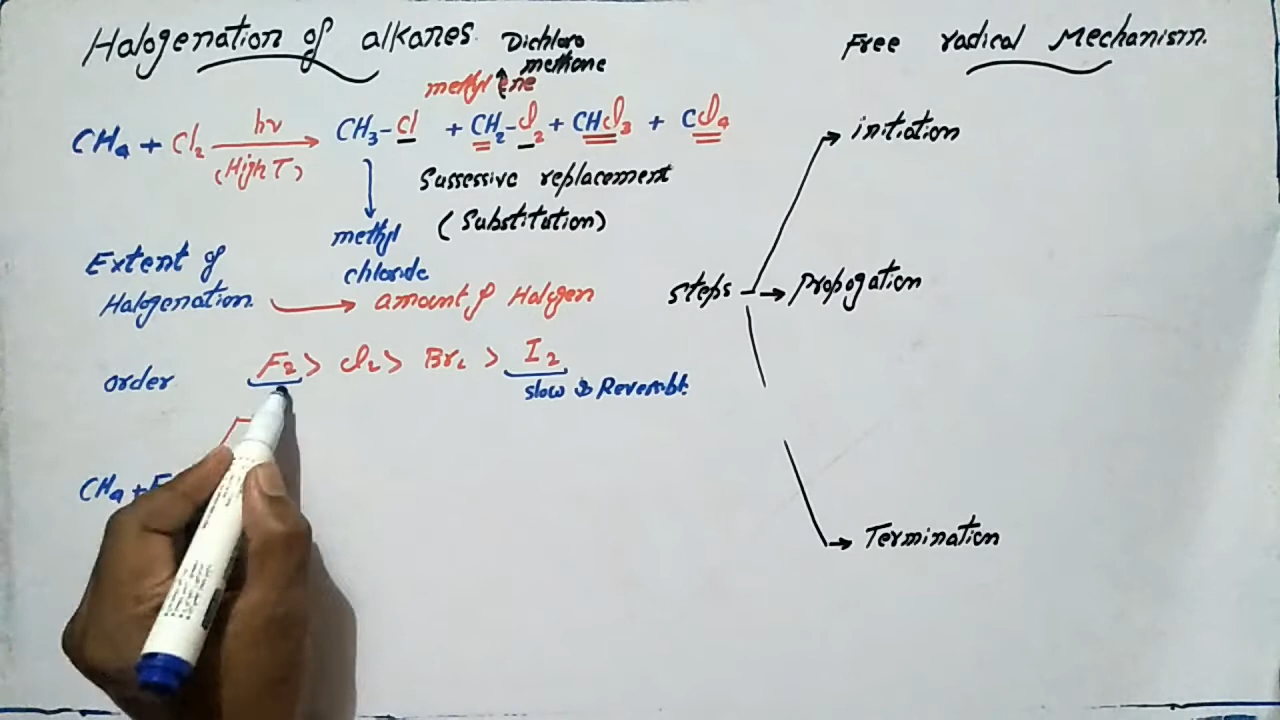 Halogenation of alkanes.
Dichloro
methane
methylene
CH4 + Cl2 hν (High T) CH3-Cl + CH2-Cl2 + CHCl3 + CCl4
Sussessive replacement
(Substitution)
methyl
chloride
Extent of
Halogenation. amount of Halogen
order F2 > Cl2 > Br2 > I2
slow & Reversibl.
CH4 + F
Free radical Mechanism.
initiation
steps Propogation
Termination